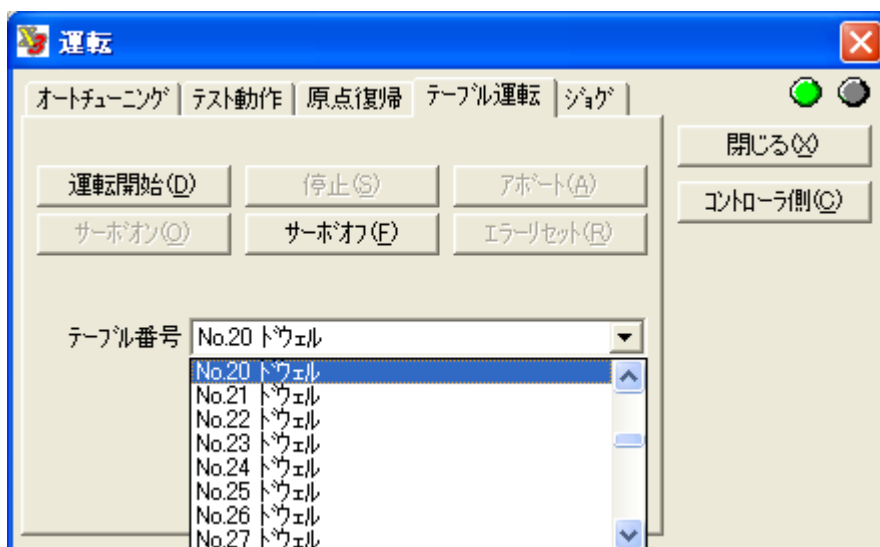 運転
オートチューニング テスト動作 原点復帰 テーブル運転 ジョグ
閉じる(X)
運転開始(D) 停止(S) アボート(A)
コントローラ側(C)
サーボオン(O) サーボオフ(F) エラーリセット(R)
テーブル番号 No.20 ドウェル
No.20 ドウェル
No.21 ドウェル
No.22 ドウェル
No.23 ドウェル
No.24 ドウェル
No.25 ドウェル
No.26 ドウェル
No.27 ドウェル